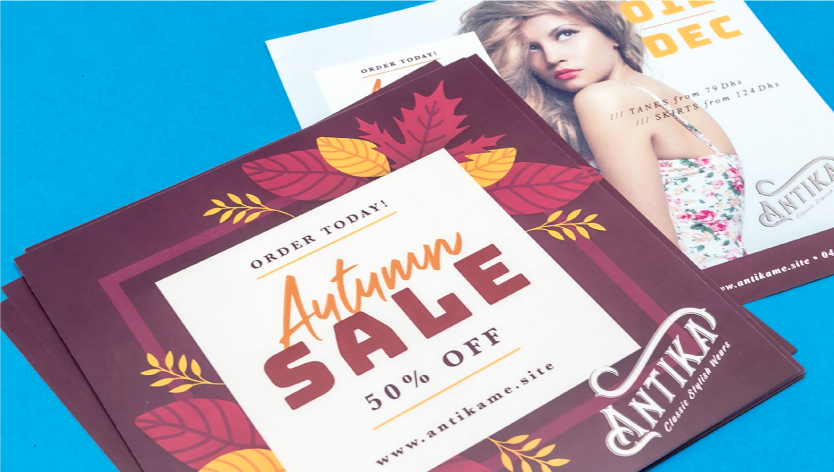 ORDER TODAY!
Autumn
SALE
50% OFF
www.antikame.site
ANTIKA
Classic Stylish Wears
ORDER TODAY!
DEC
/// TANKS from 79 Dhs
/// SKIRTS from 124 Dhs
ANTIKA
www.antikame.site • 04